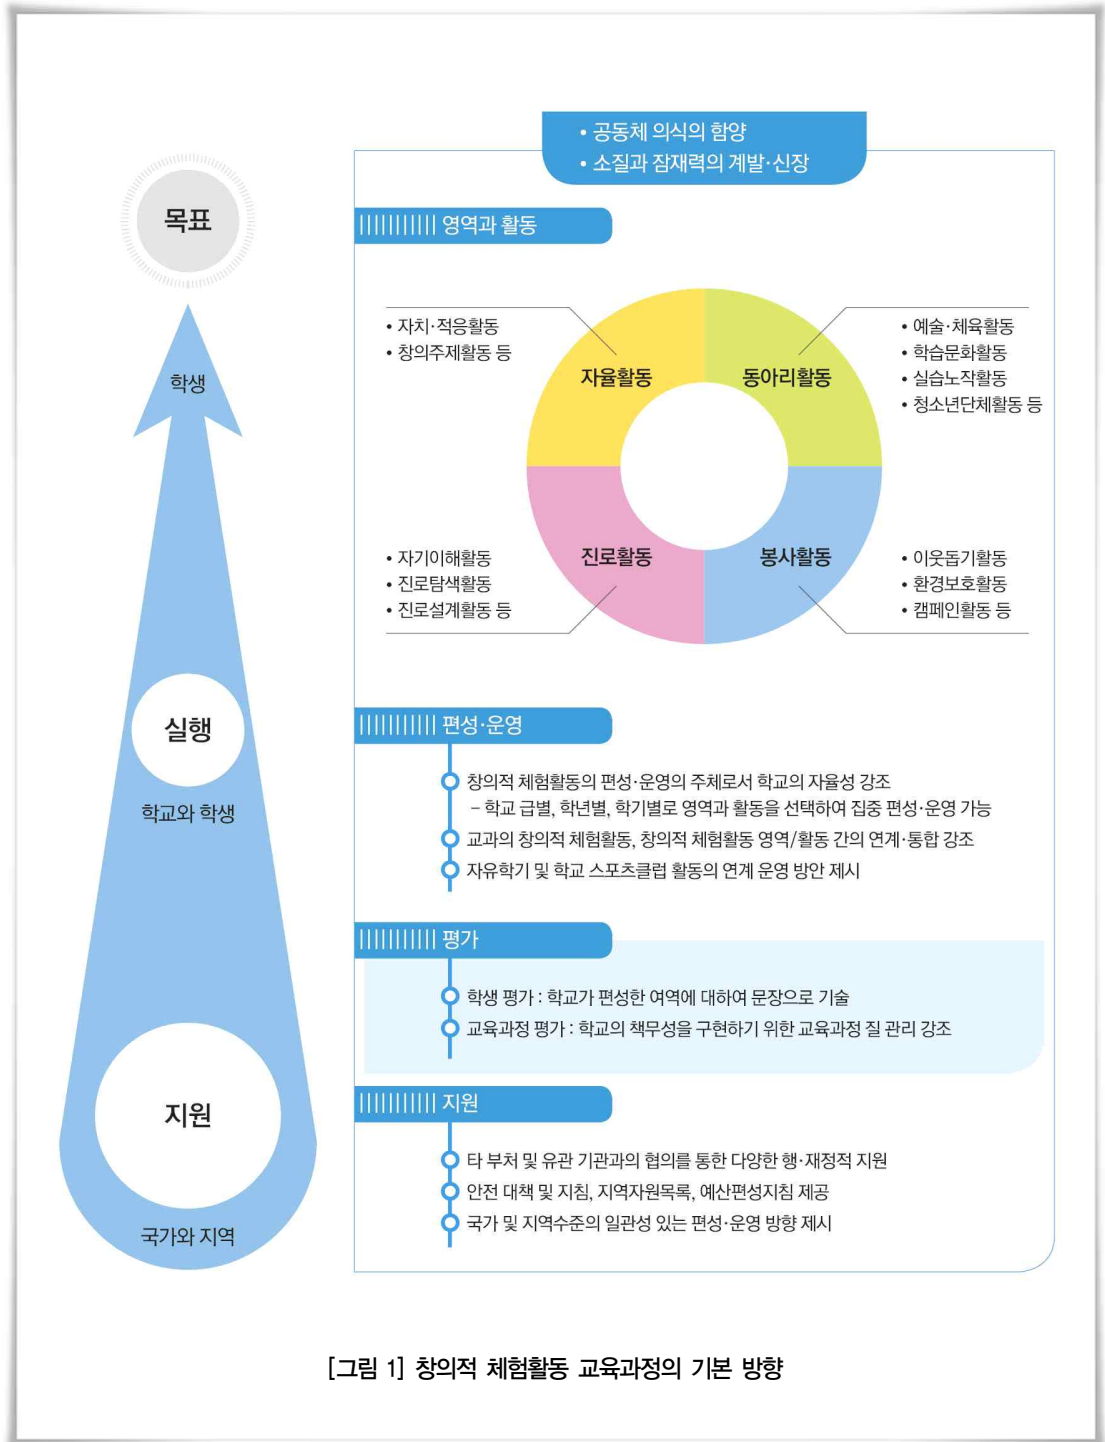 • 공동체 의식의 함양
• 소질과 잠재력의 계발·신장
목표
영역과 활동
• 자치·적응활동
• 창의주제활동 등
자율활동
동아리활동
• 예술·체육활동
• 학습문화활동
• 실습노작활동
• 청소년단체활동 등
학생
• 자기이해활동
• 진로탐색활동
• 진로설계활동 등
진로활동
봉사활동
• 이웃돕기활동
• 환경보호활동
• 캠페인활동 등
실행
학교와 학생
편성·운영
창의적 체험활동의 편성·운영의 주체로서 학교의 자율성 강조
– 학교 급별, 학년별, 학기별로 영역과 활동을 선택하여 집중 편성·운영 가능
교과의 창의적 체험활동, 창의적 체험활동 영역/활동 간의 연계·통합 강조
자유학기 및 학교 스포츠클럽 활동의 연계 운영 방안 제시
평가
학생 평가 : 학교가 편성한 여역에 대하여 문장으로 기술
교육과정 평가 : 학교의 책무성을 구현하기 위한 교육과정 질 관리 강조
지원
국가와 지역
지원
타 부처 및 유관 기관과의 협의를 통한 다양한 행·재정적 지원
안전 대책 및 지침, 지역자원목록, 예산편성지침 제공
국가 및 지역수준의 일관성 있는 편성·운영 방향 제시
[그림 1] 창의적 체험활동 교육과정의 기본 방향